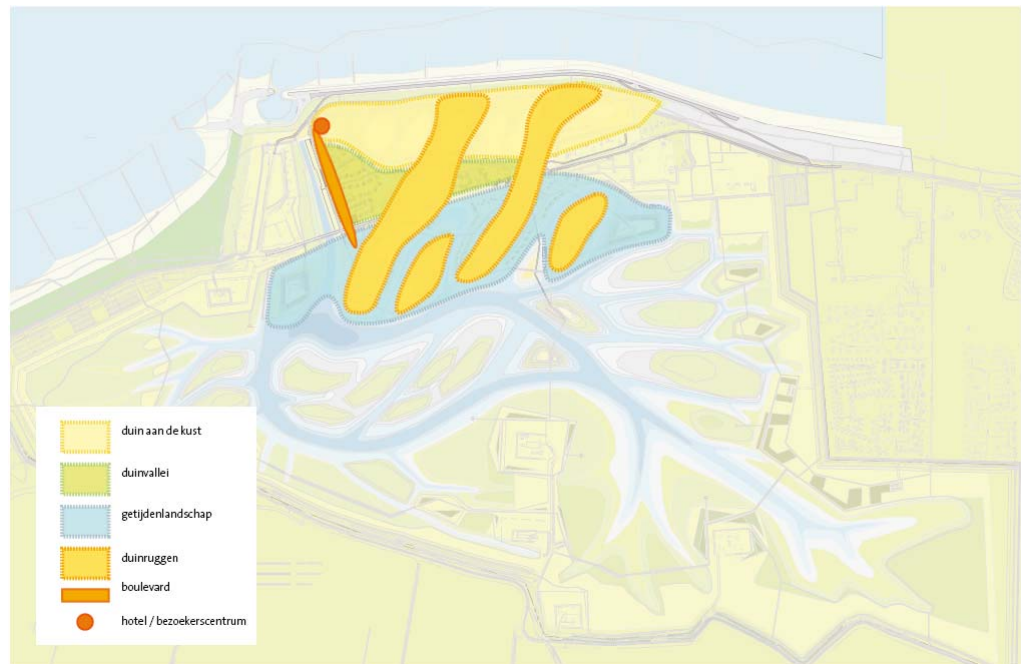 duin aan de kust
duinvallei
getijdenlandschap
duinruggen
boulevard
hotel / bezoekerscentrum